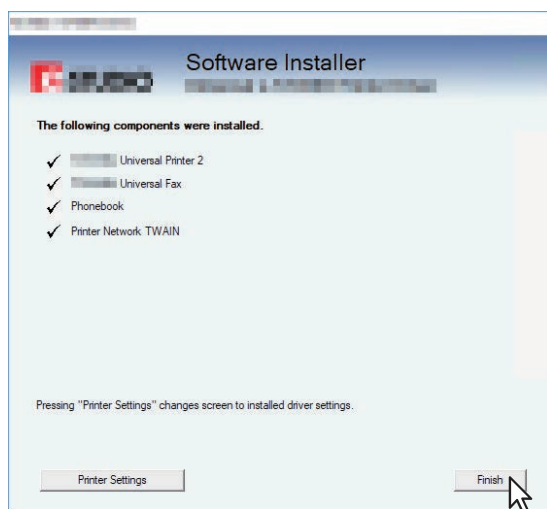 Software Installer
The following components were installed.
Universal Printer 2
Universal Fax
Phonebook
Printer Network TWAIN
Pressing "Printer Settings" changes screen to installed driver settings.
Printer Settings
Finish